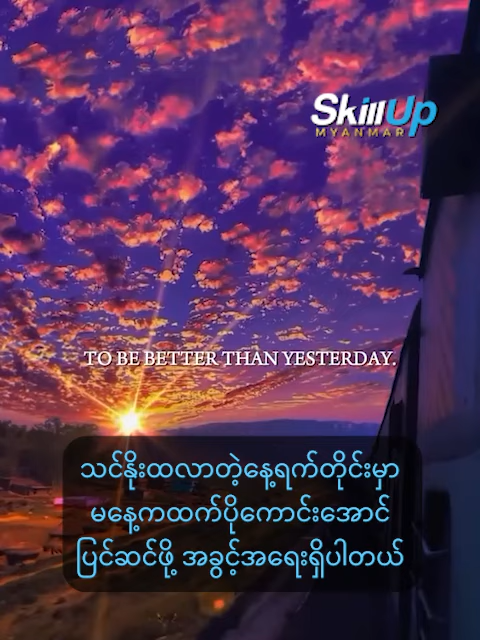 SkillUp
MYANMAR
TO BE BETTER THAN YESTERDAY.
သင်နိုးထလာတဲ့နေ့ရက်တိုင်းမှာ
မနေ့ကထက်ပိုကောင်းအောင်
ပြင်ဆင်ဖို့ အခွင့်အရေးရှိပါတယ်